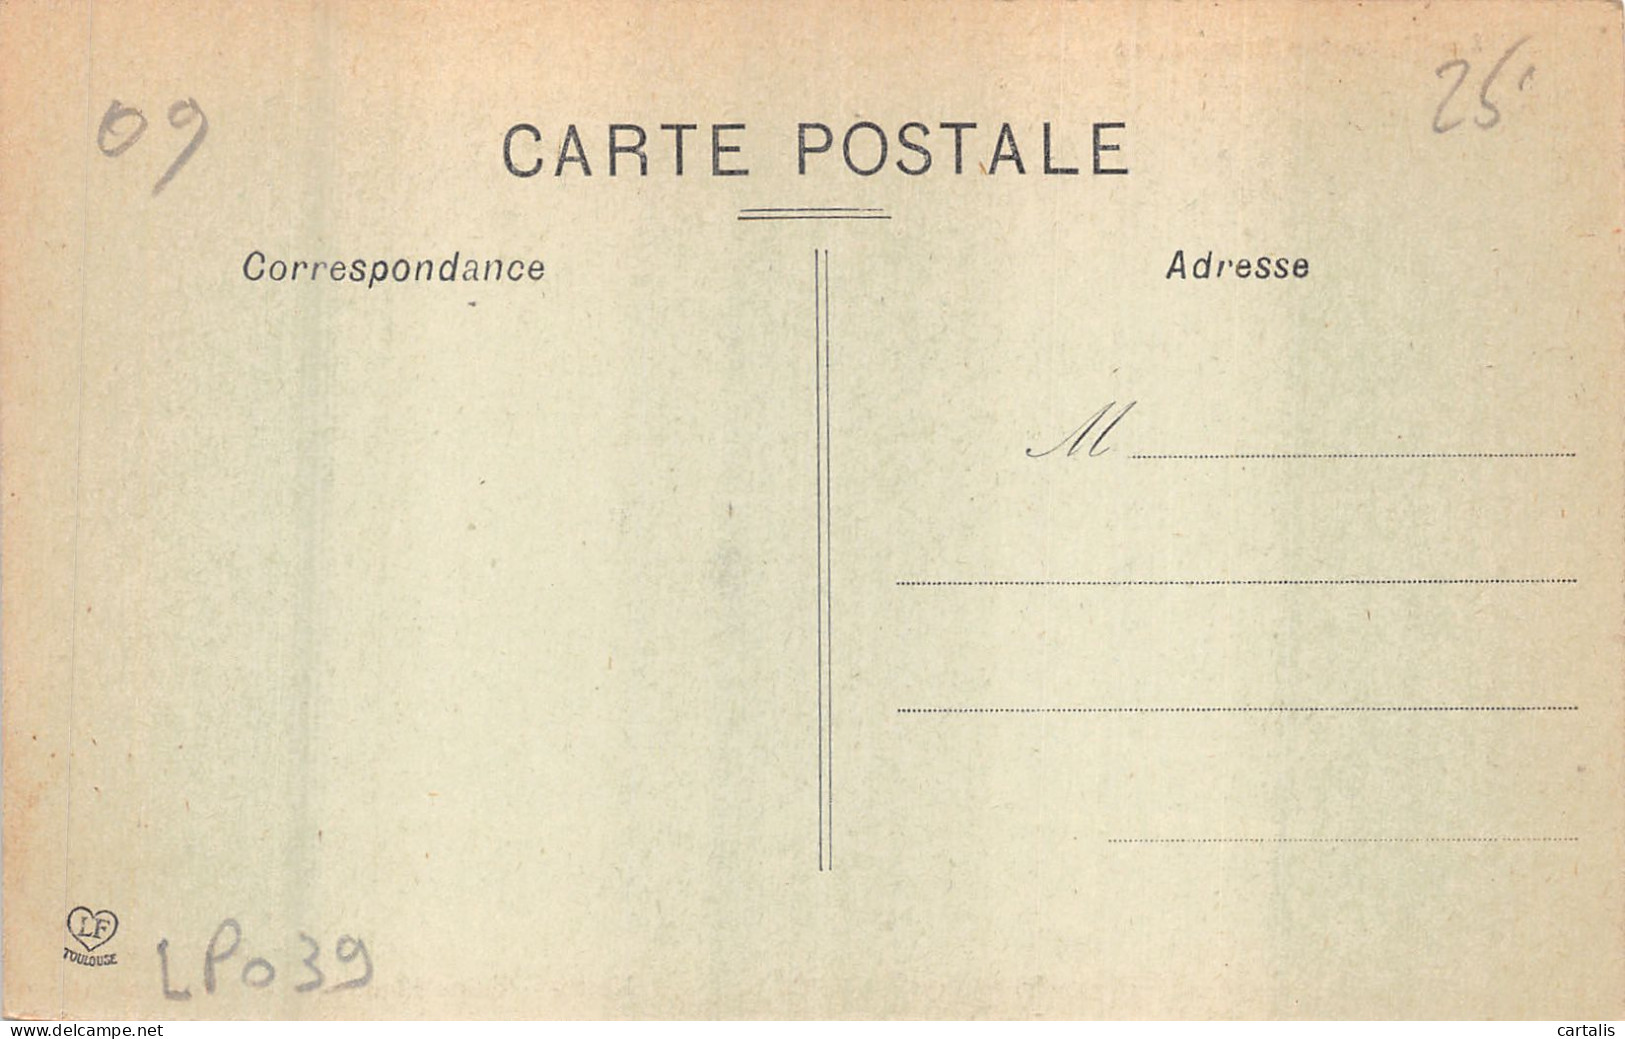 09
25
CARTE POSTALE
Correspondance
Adresse
M
LF
TOULOUSE
LP039
www.delcampe.net
cartalis